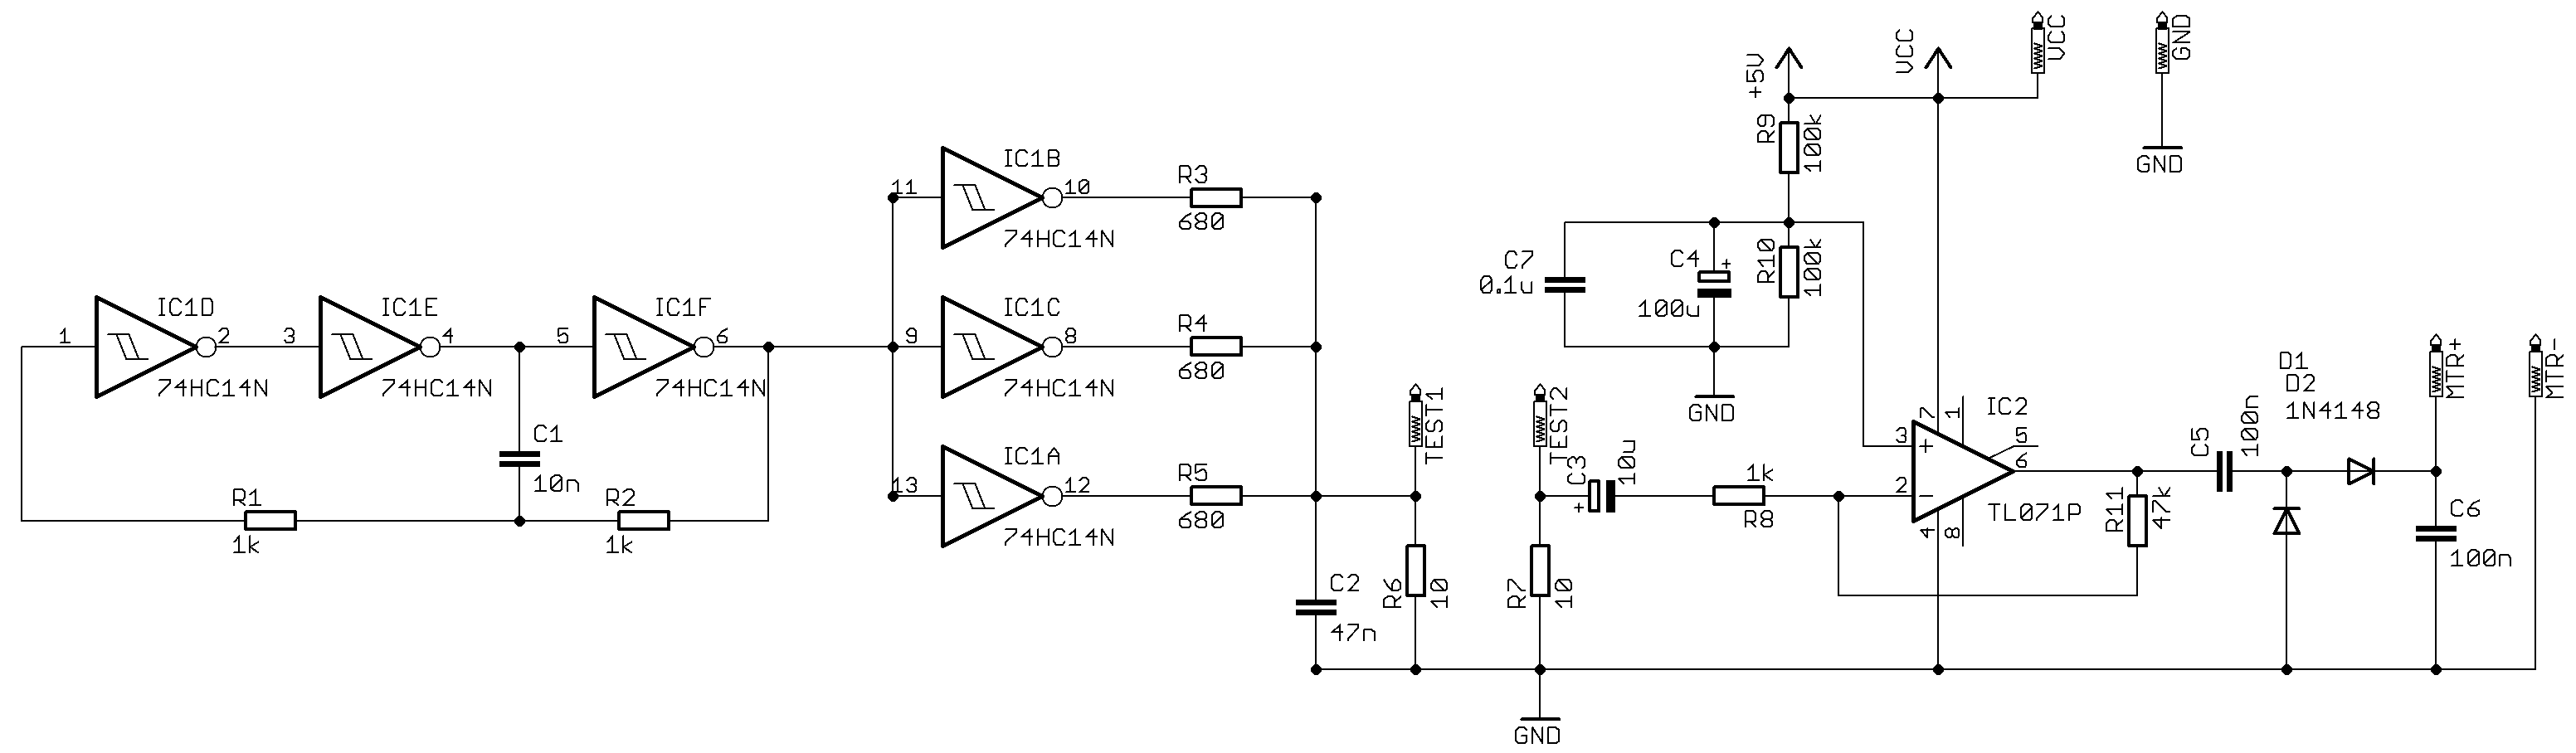 1
IC1D
2
74HC14N
3
IC1E
4
74HC14N
5
IC1F
6
74HC14N
C1
10n
R1
1k
R2
1k
11
IC1B
10
74HC14N
R3
680
9
IC1C
8
74HC14N
R4
680
13
IC1A
12
74HC14N
R5
680
C2
47n
TEST1
R6
10
TEST2
R7
10
GND
C3
10u
+
1k
R8
+5V
VCC
VCC
GND
GND
R9
100k
R10
100k
C7
0.1u
C4
+
100u
GND
3
+
2
-
7
1
IC2
5
6
TL071P
4
8
R11
47k
C5
100n
D1
D2
1N4148
MTR+
MTR-
C6
100n